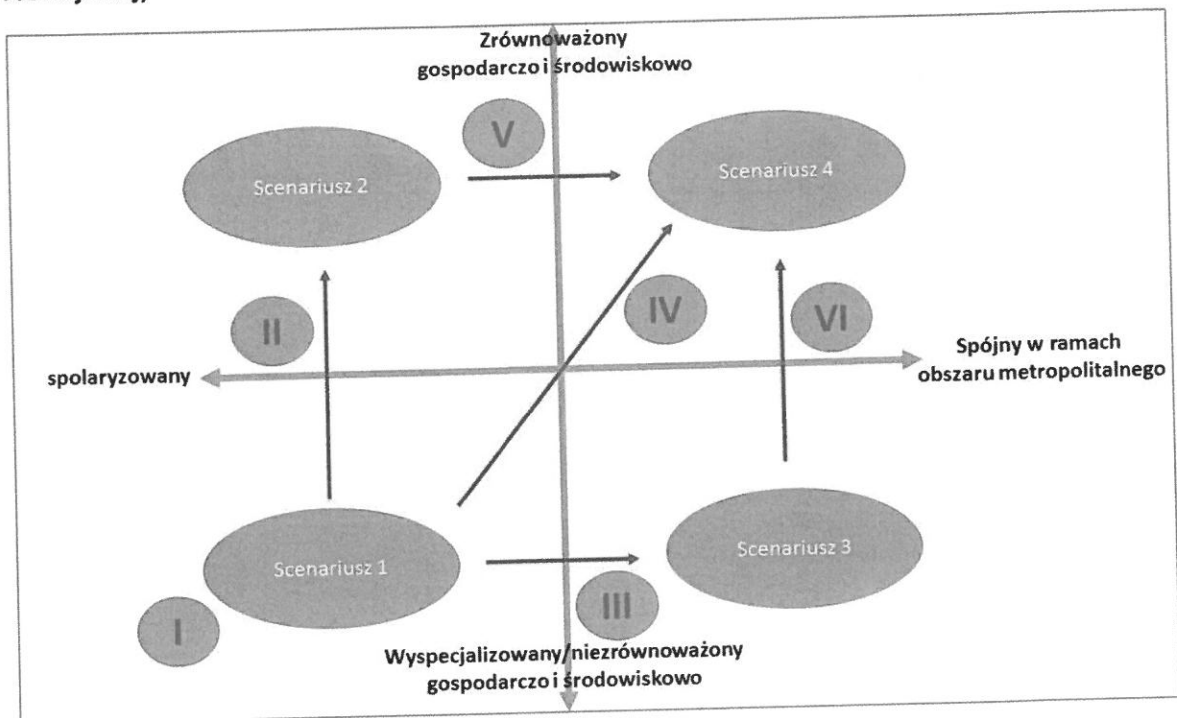 Zrównoważony
gospodarczo i środowiskowo
V
Scenariusz 2
Scenariusz 4
II
IV
VI
spolaryzowany
Spójny w ramach
obszaru metropolitalnego
Scenariusz 1
Scenariusz 3
I
III
Wyspecjalizowany/niezrównoważony
gospodarczo i środowiskowo